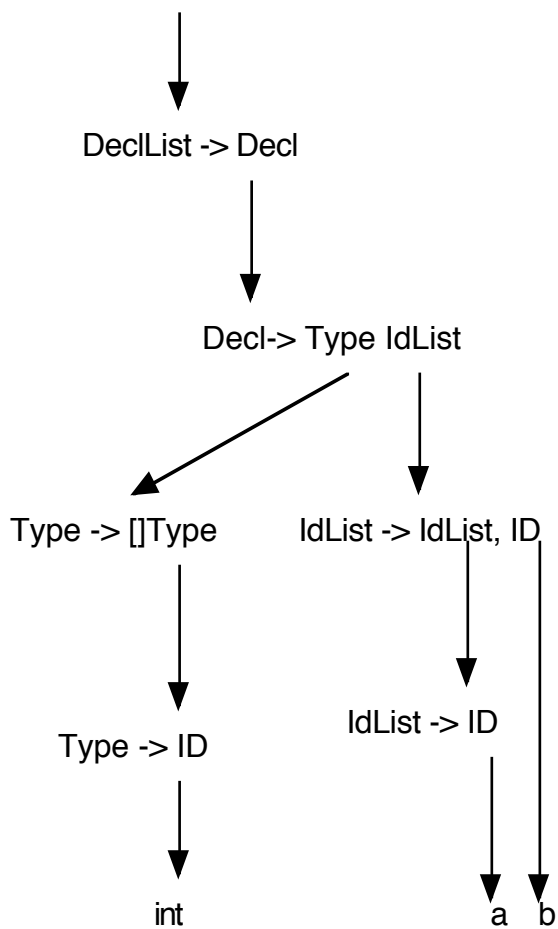 DeclList -> Decl
Decl-> Type IdList
Type -> []Type
IdList -> IdList, ID
Type -> ID
IdList -> ID
int
a
b